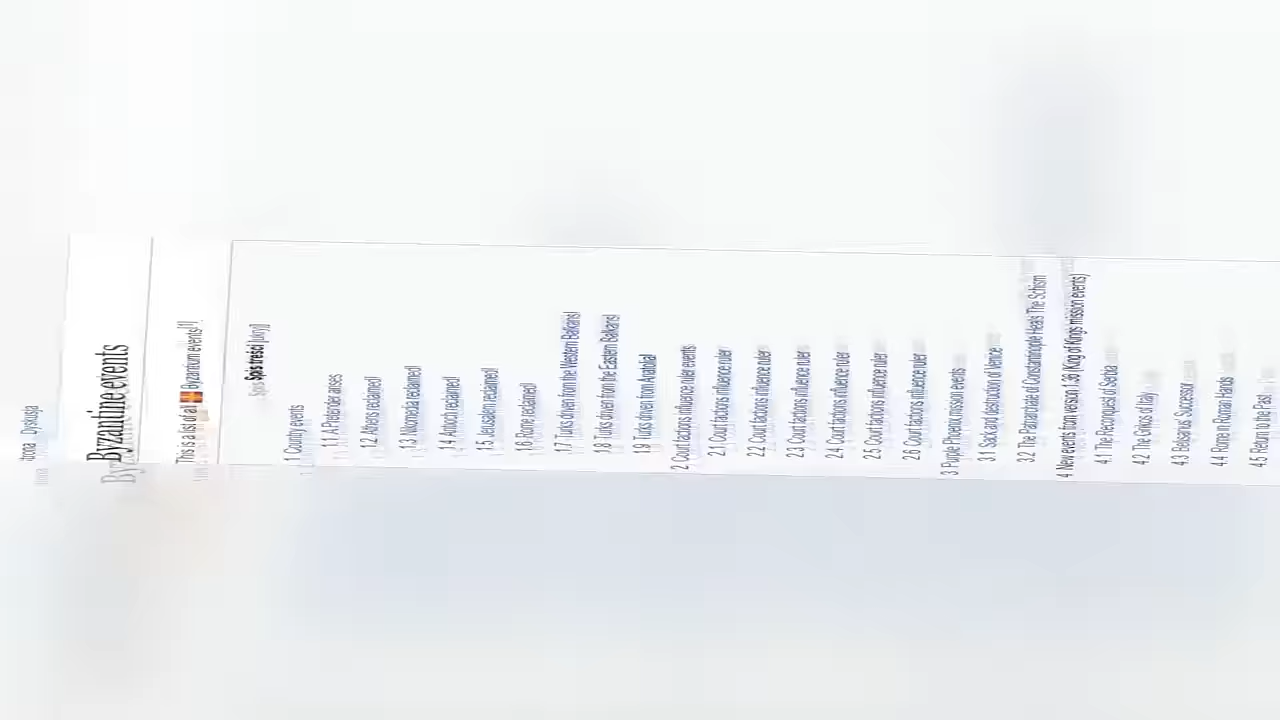 Strona Dyskusja
Byzantine events
This is a list of all Byzantium events[1].
Spis treści [ukryj]
1 County events
1.1 A Pretender arises
1.2 Athens reclaimed!
1.3 Nikomedia reclaimed!
1.4 Antioch reclaimed!
1.5 Jerusalem reclaimed!
1.6 Rome reclaimed!
1.7 Turks driven from the Western Balkans!
1.8 Turks driven from the Eastern Balkans!
1.9 Turks driven from Anatolia!
2 Court factions influence ruler events
2.1 Court factions influence ruler
2.2 Court factions influence ruler
2.3 Court factions influence ruler
2.4 Court factions influence ruler
2.5 Court factions influence ruler
2.6 Court factions influence ruler
3 Purple Phoenix mission events
3.1 Sack and destruction of Venice
3.2 The Patriarchate of Constantinople Heals The Schism
4 New events from version 1.36 (King of Kings mission events)
4.1 The Reconquest of Serbia
4.2 The Girkos of Italy
4.3 Belisarius' Successor
4.4 Rome in Roman Hands
4.5 Return to the Past